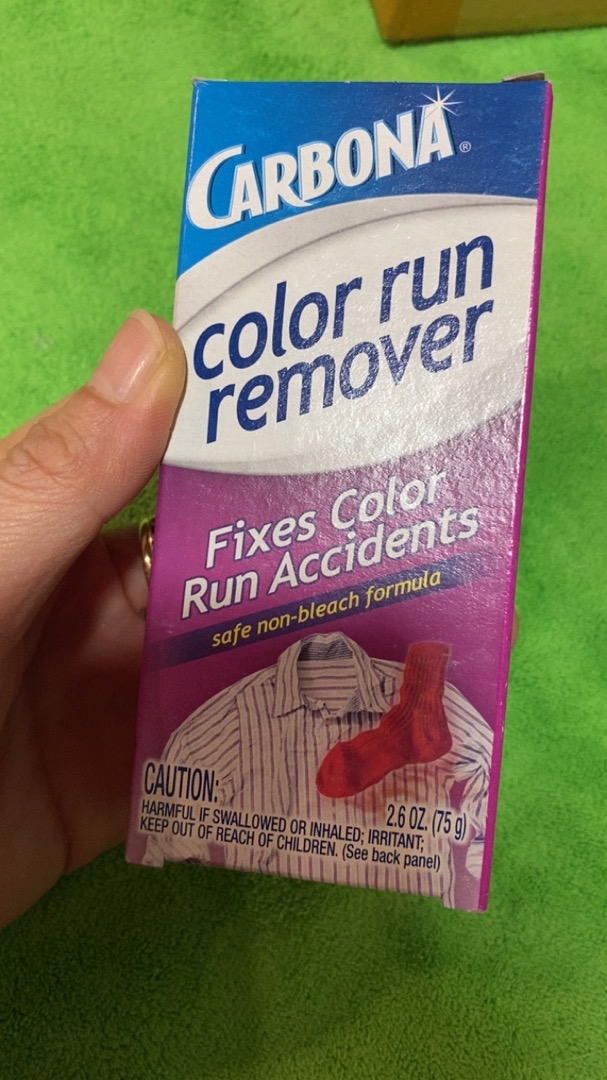 CARBONA®
color run
remover
Fixes Color
Run Accidents
safe non-bleach formula
CAUTION:
2.6 OZ. (75 g)
HARMFUL IF SWALLOWED OR INHALED; IRRITANT;
KEEP OUT OF REACH OF CHILDREN. (See back panel)